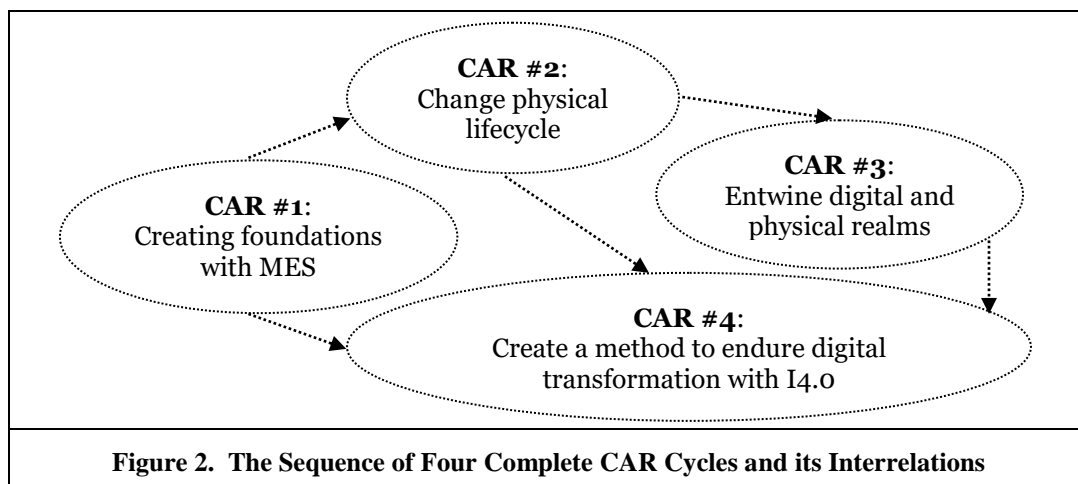 CAR #1:
Creating foundations
with MES
CAR #2:
Change physical
lifecycle
CAR #3:
Entwine digital and
physical realms
CAR #4:
Create a method to endure digital
transformation with I4.0
Figure 2. The Sequence of Four Complete CAR Cycles and its Interrelations